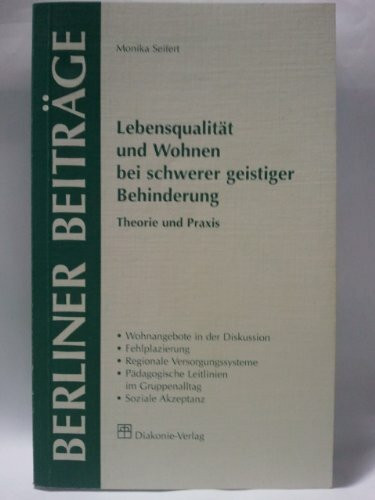 BERLINER BEITRÄGE
Monika Seifert
Lebensqualität
und Wohnen
bei schwerer geistiger
Behinderung
Theorie und Praxis
• Wohnangebote in der Diskussion
• Fehlplazierung
• Regionale Versorgungssysteme
• Pädagogische Leitlinien
im Gruppenalltag
• Soziale Akzeptanz
Diakonie-Verlag